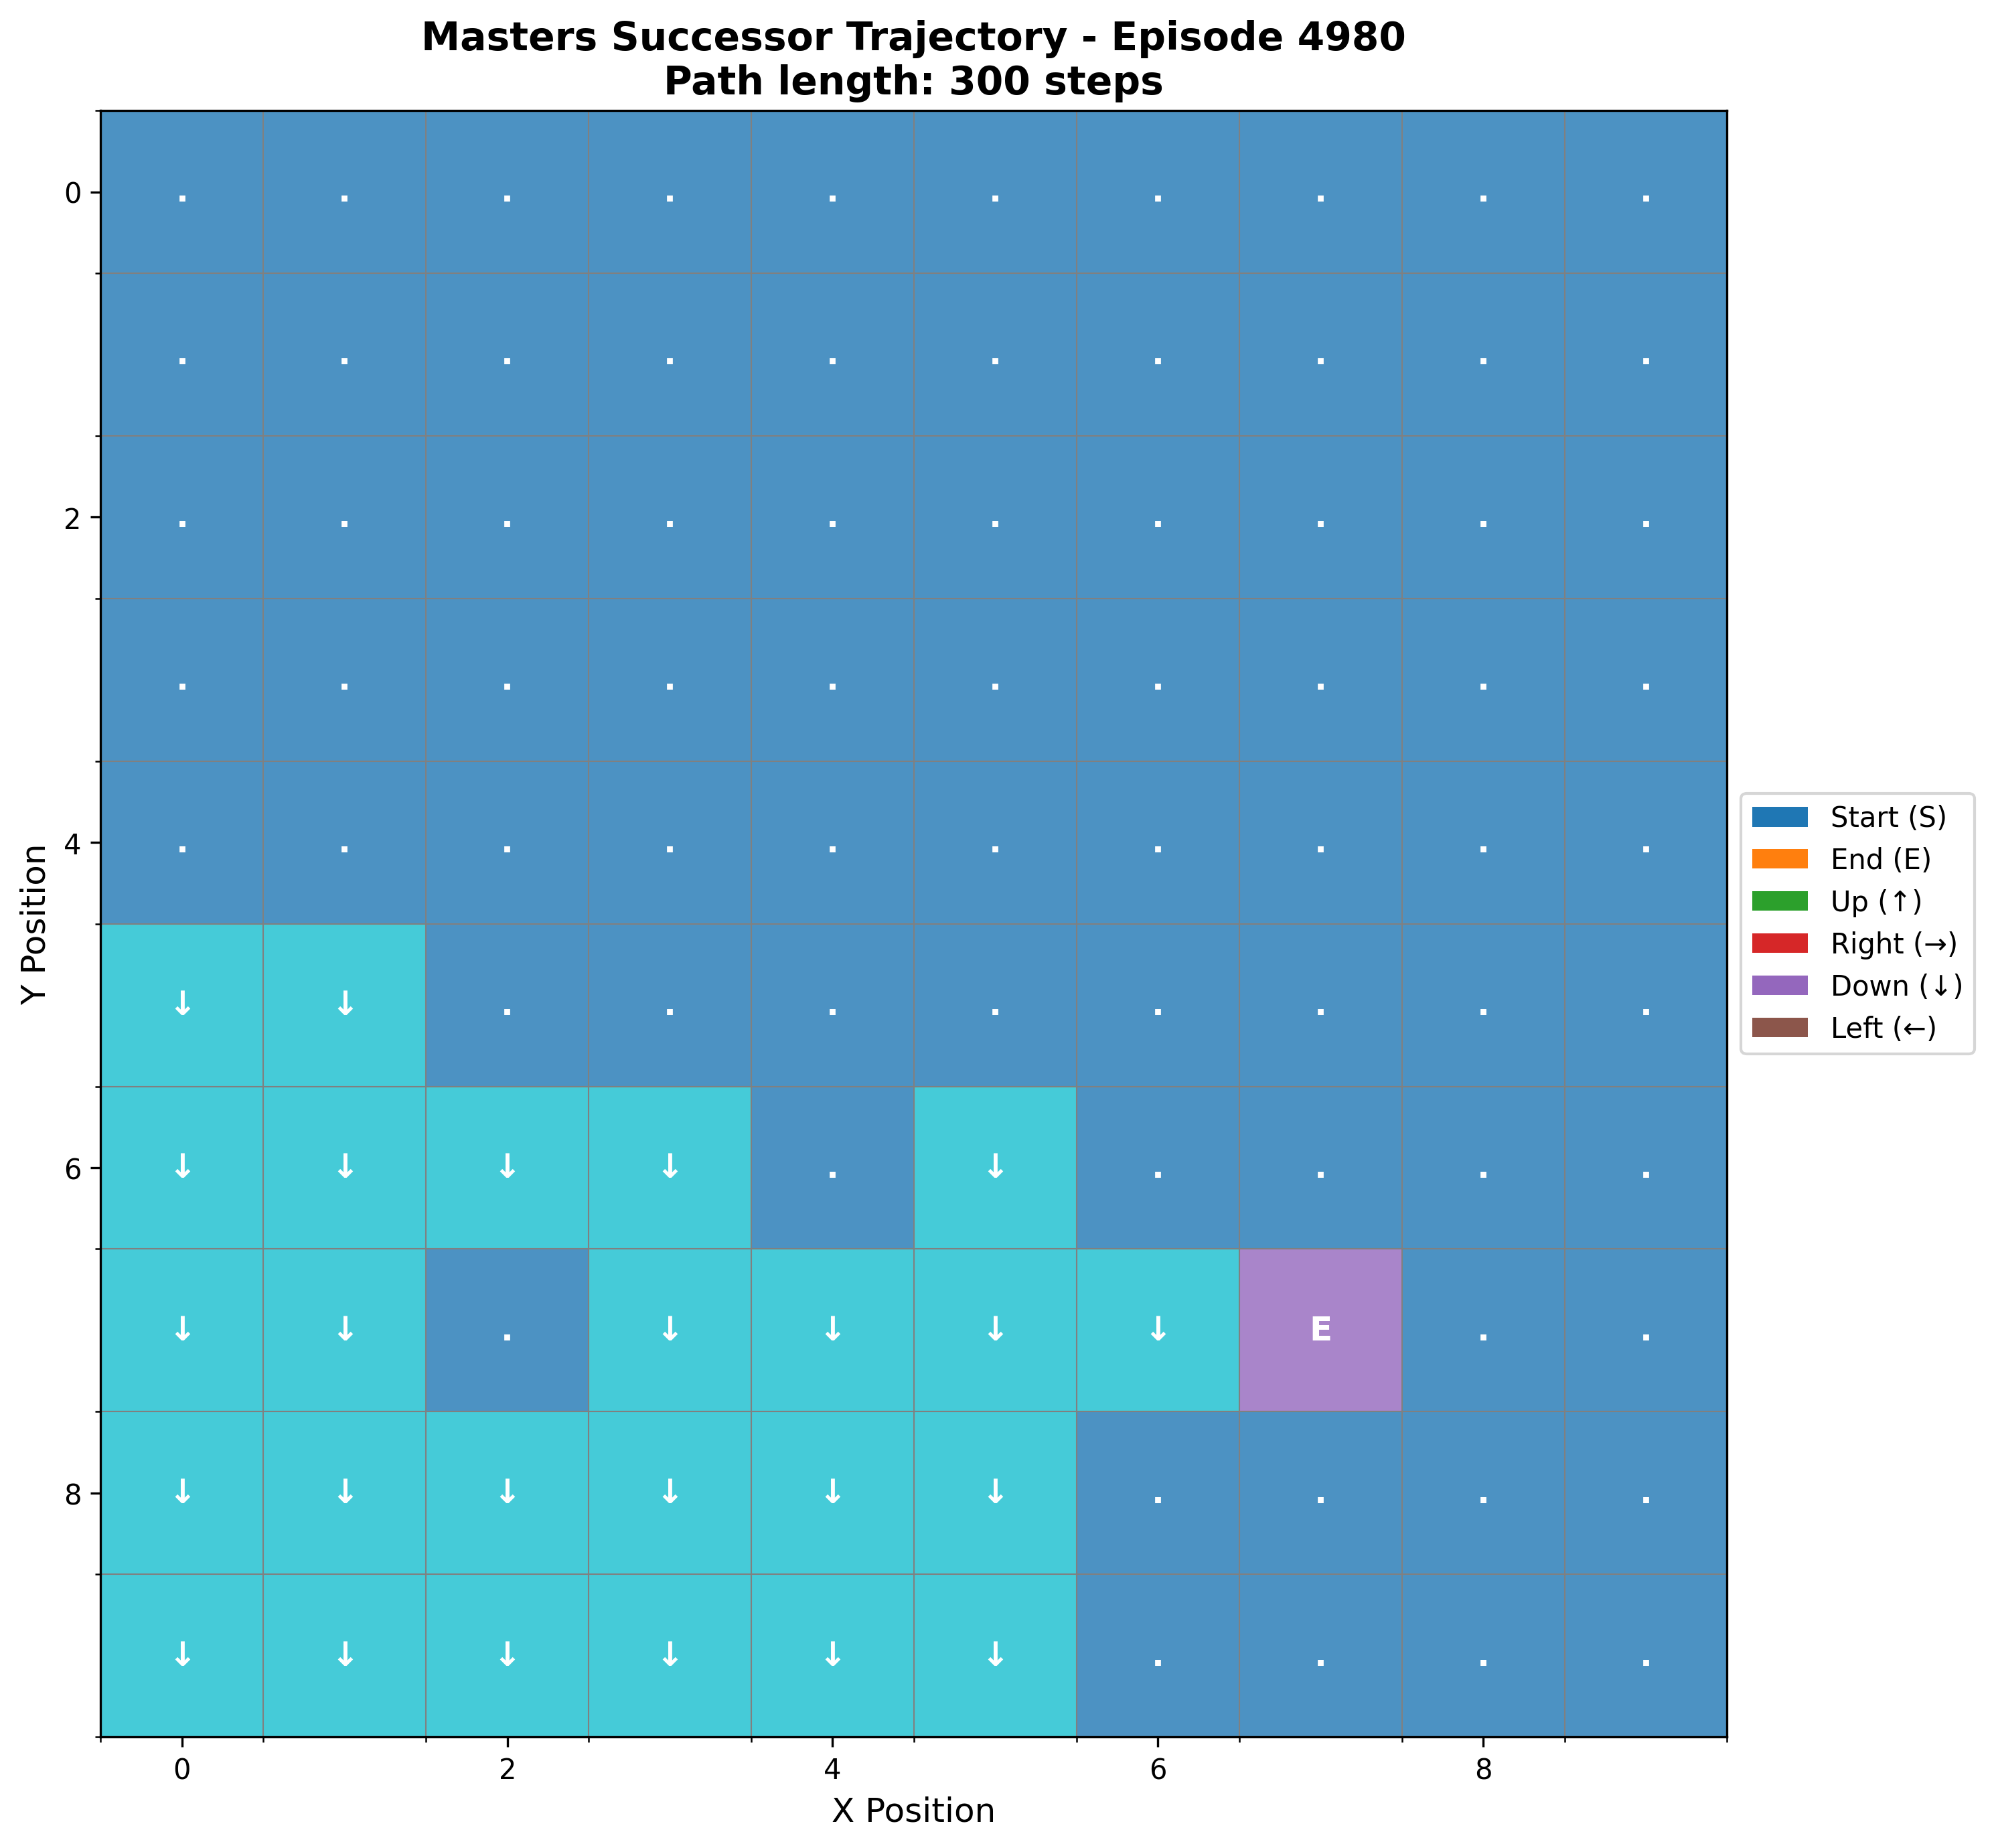 Masters Successor Trajectory - Episode 4980
Path length: 300 steps
0
. . . . . . . . . .
. . . . . . . . . .
2
. . . . . . . . . .
. . . . . . . . . .
4
. . . . . . . . . .
↓ ↓ . . . . . . . .
6
↓ ↓ ↓ ↓ . ↓ . . . .
↓ ↓ . ↓ ↓ ↓ ↓ E . .
8
↓ ↓ ↓ ↓ ↓ ↓ . . . .
↓ ↓ ↓ ↓ ↓ ↓ . . . .
0 2 4 6 8
X Position
Y Position
Start (S)
End (E)
Up (↑)
Right (→)
Down (↓)
Left (←)